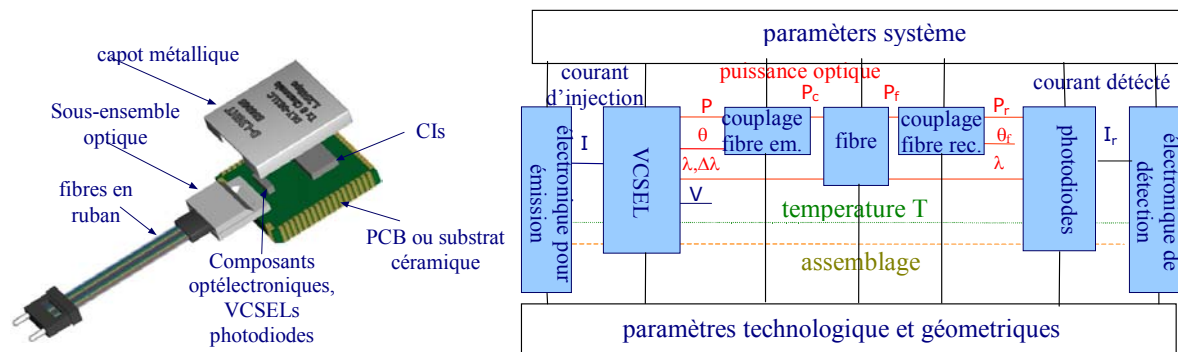 capot métallique
Sous-ensemble
optique
fibres en
ruban
CIs
PCB ou substrat
céramique
Composants
optélectroniques,
VCSELs
photodiodes
paramèters système
courant
d'injection
puissance optique
courant détécté
électronique pour
émission
I
VCSEL
P
θ
λ,Δλ
V
couplage
fibre em.
Pc
fibre
Pf
couplage
fibre rec.
Pr
θf
λ
photodiodes
Ir
électronique de
détection
temperature T
assemblage
paramètres technologique et géometriques